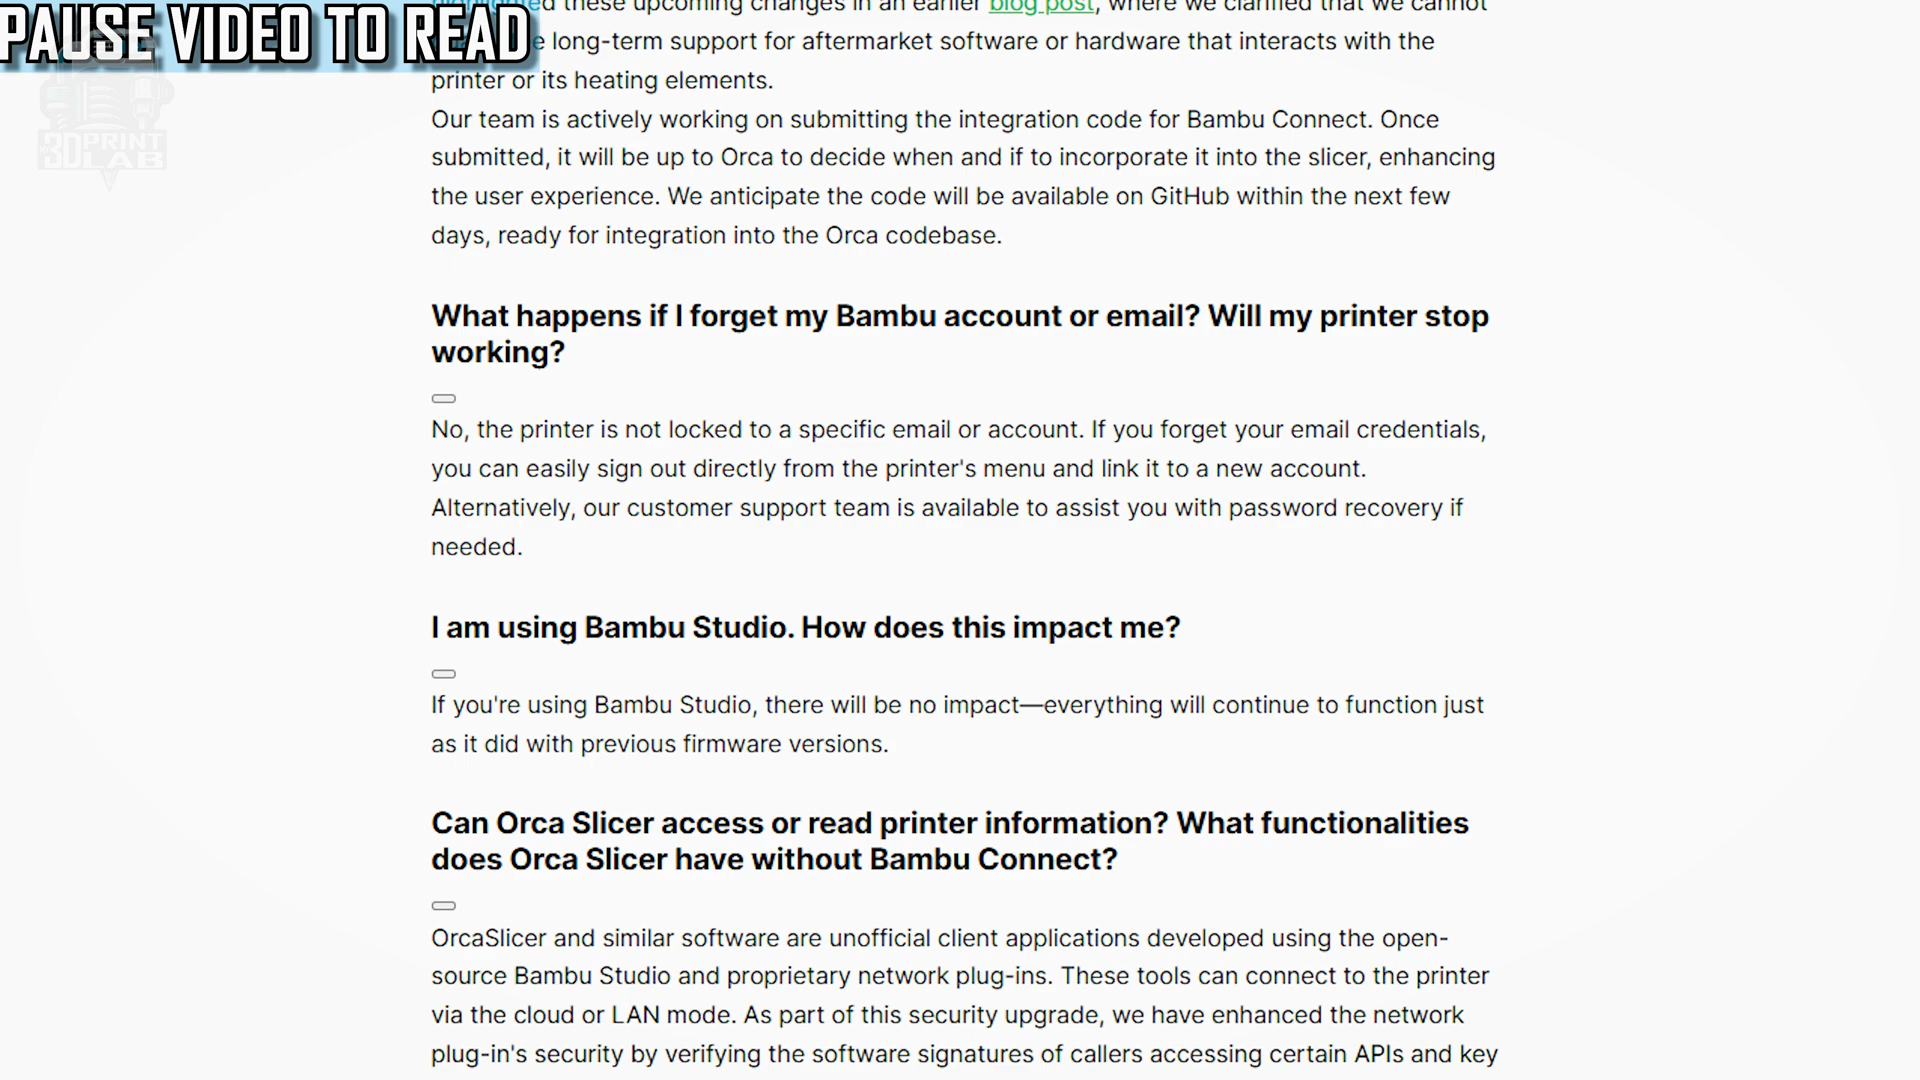 PAUSE VIDEO TO READ
these upcoming changes in an earlier blog post, where we clarified that we cannot
long-term support for aftermarket software or hardware that interacts with the
printer or its heating elements.
3DPRINT
LAB
Our team is actively working on submitting the integration code for Bambu Connect. Once
submitted, it will be up to Orca to decide when and if to incorporate it into the slicer, enhancing
the user experience. We anticipate the code will be available on GitHub within the next few
days, ready for integration into the Orca codebase.
What happens if I forget my Bambu account or email? Will my printer stop
working?
No, the printer is not locked to a specific email or account. If you forget your email credentials,
you can easily sign out directly from the printer's menu and link it to a new account.
Alternatively, our customer support team is available to assist you with password recovery if
needed.
I am using Bambu Studio. How does this impact me?
If you're using Bambu Studio, there will be no impact—everything will continue to function just
as it did with previous firmware versions.
Can Orca Slicer access or read printer information? What functionalities
does Orca Slicer have without Bambu Connect?
OrcaSlicer and similar software are unofficial client applications developed using the open-
source Bambu Studio and proprietary network plug-ins. These tools can connect to the printer
via the cloud or LAN mode. As part of this security upgrade, we have enhanced the network
plug-in's security by verifying the software signatures of callers accessing certain APIs and key